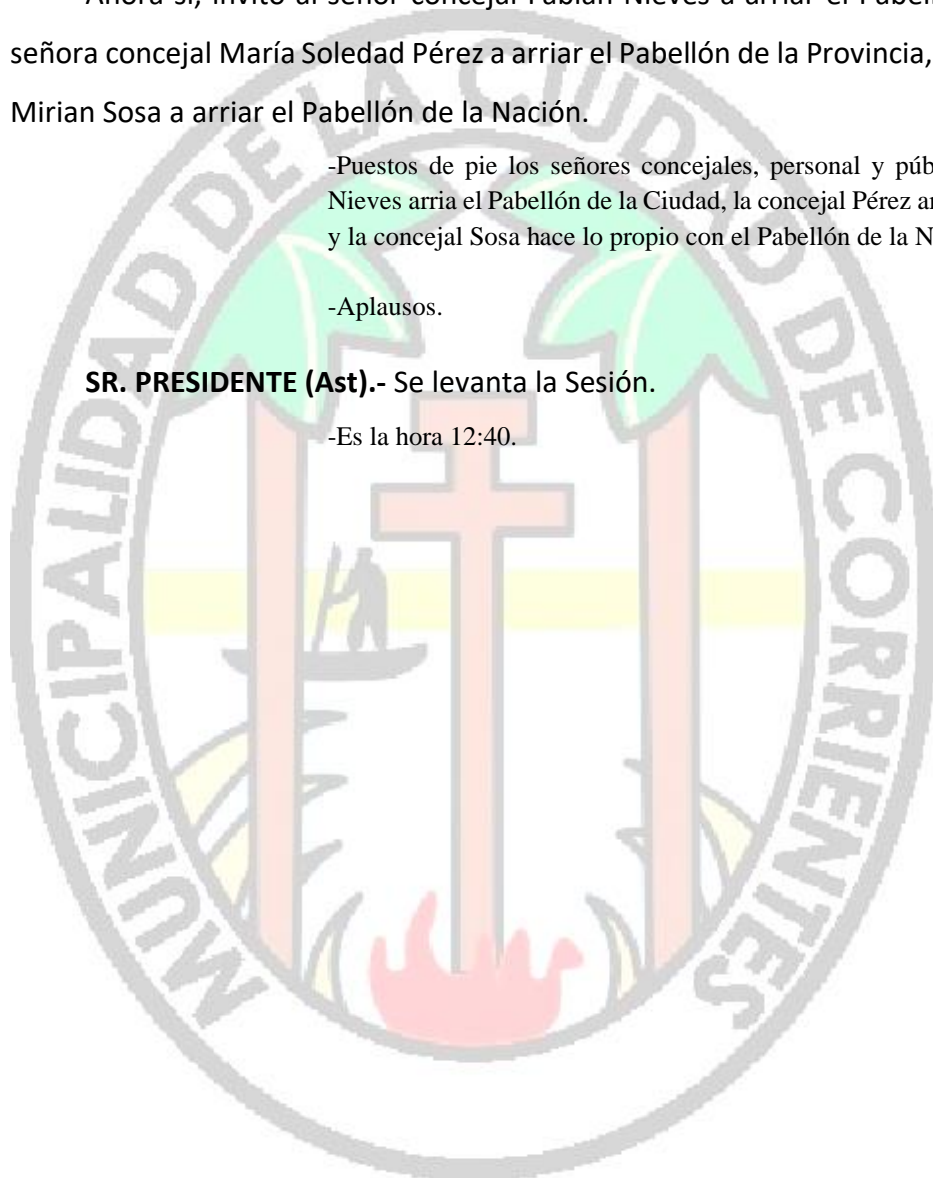 Ahora sí, invito al señor concejal Fabián Nieves a arriar el
señora concejal María Soledad Pérez a arriar el Pabellón de la Provincia,
Mirian Sosa a arriar el Pabellón de la Nación.
-Puestos de pie los señores concejales, personal y
Nieves arria el Pabellón de la Ciudad, la concejal Pérez
y la concejal Sosa hace lo propio con el Pabellón de la
-Aplausos.
SR. PRESIDENTE (Ast).- Se levanta la Sesión.
-Es la hora 12:40.
MUNICIPALIDAD DE LA CIUDAD DE CORRIENTES